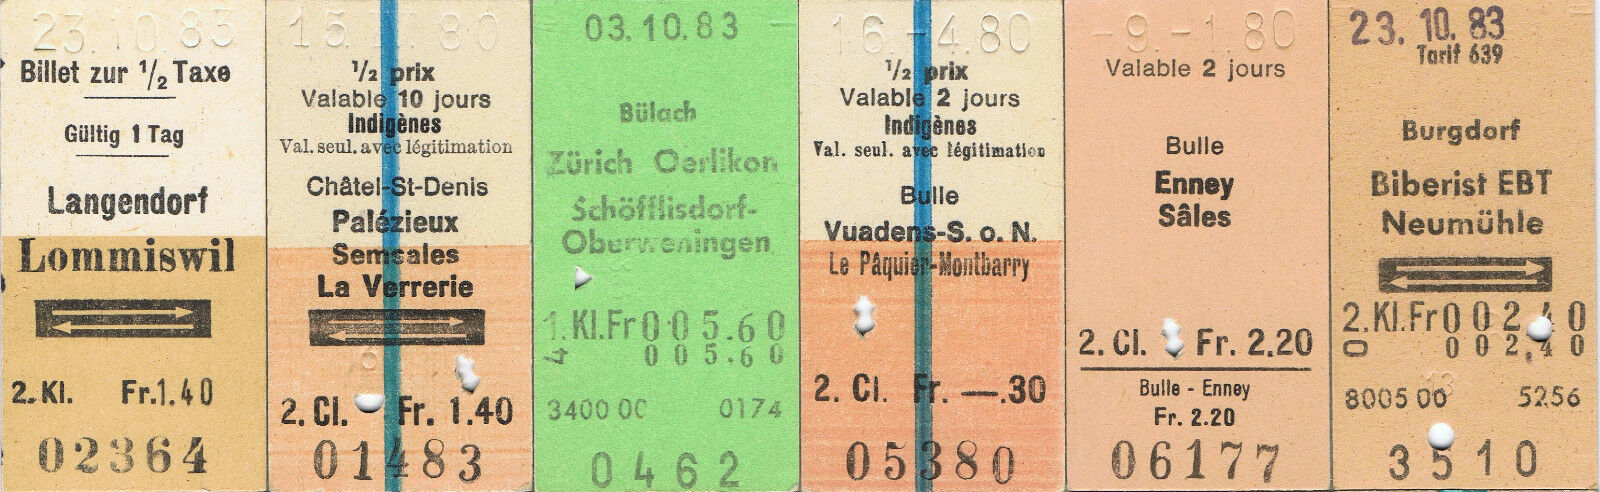 23.10.83
Billet zur 1/2 Taxe
Gültig 1 Tag
Langendorf
Lommiswil
2. Kl. Fr. 1.40
02364
80
1/2 prix
Valable 10 jours
Indigènes
Val. seul. avec légitimation
Châtel-St-Denis
Palézieux
Semsales
La Verrerie
2. Cl. Fr. 1.40
01483
03.10.83
Bülach
Zürich Oerlikon
Schöfflisdorf-
Oberweningen
1. Kl. Fr 005.60
4 005.60
3400 00 0174
0462
16.-4.80
1/2 prix
Valable 2 jours
Indigènes
Val. seul. avec légitimation
Bulle
Vuadens-S. o. N.
Le Pâquier-Montbarry
2. Cl. Fr. —.30
05380
-9.-1.80
Valable 2 jours
Bulle
Enney
Sâles
2. Cl. Fr. 2.20
Bulle - Enney
Fr. 2.20
06177
23.10.83
Tarif 639
Burgdorf
Biberist EBT
Neumühle
2. Kl. Fr 002.40
0 002.40
8005 00 5256
3510